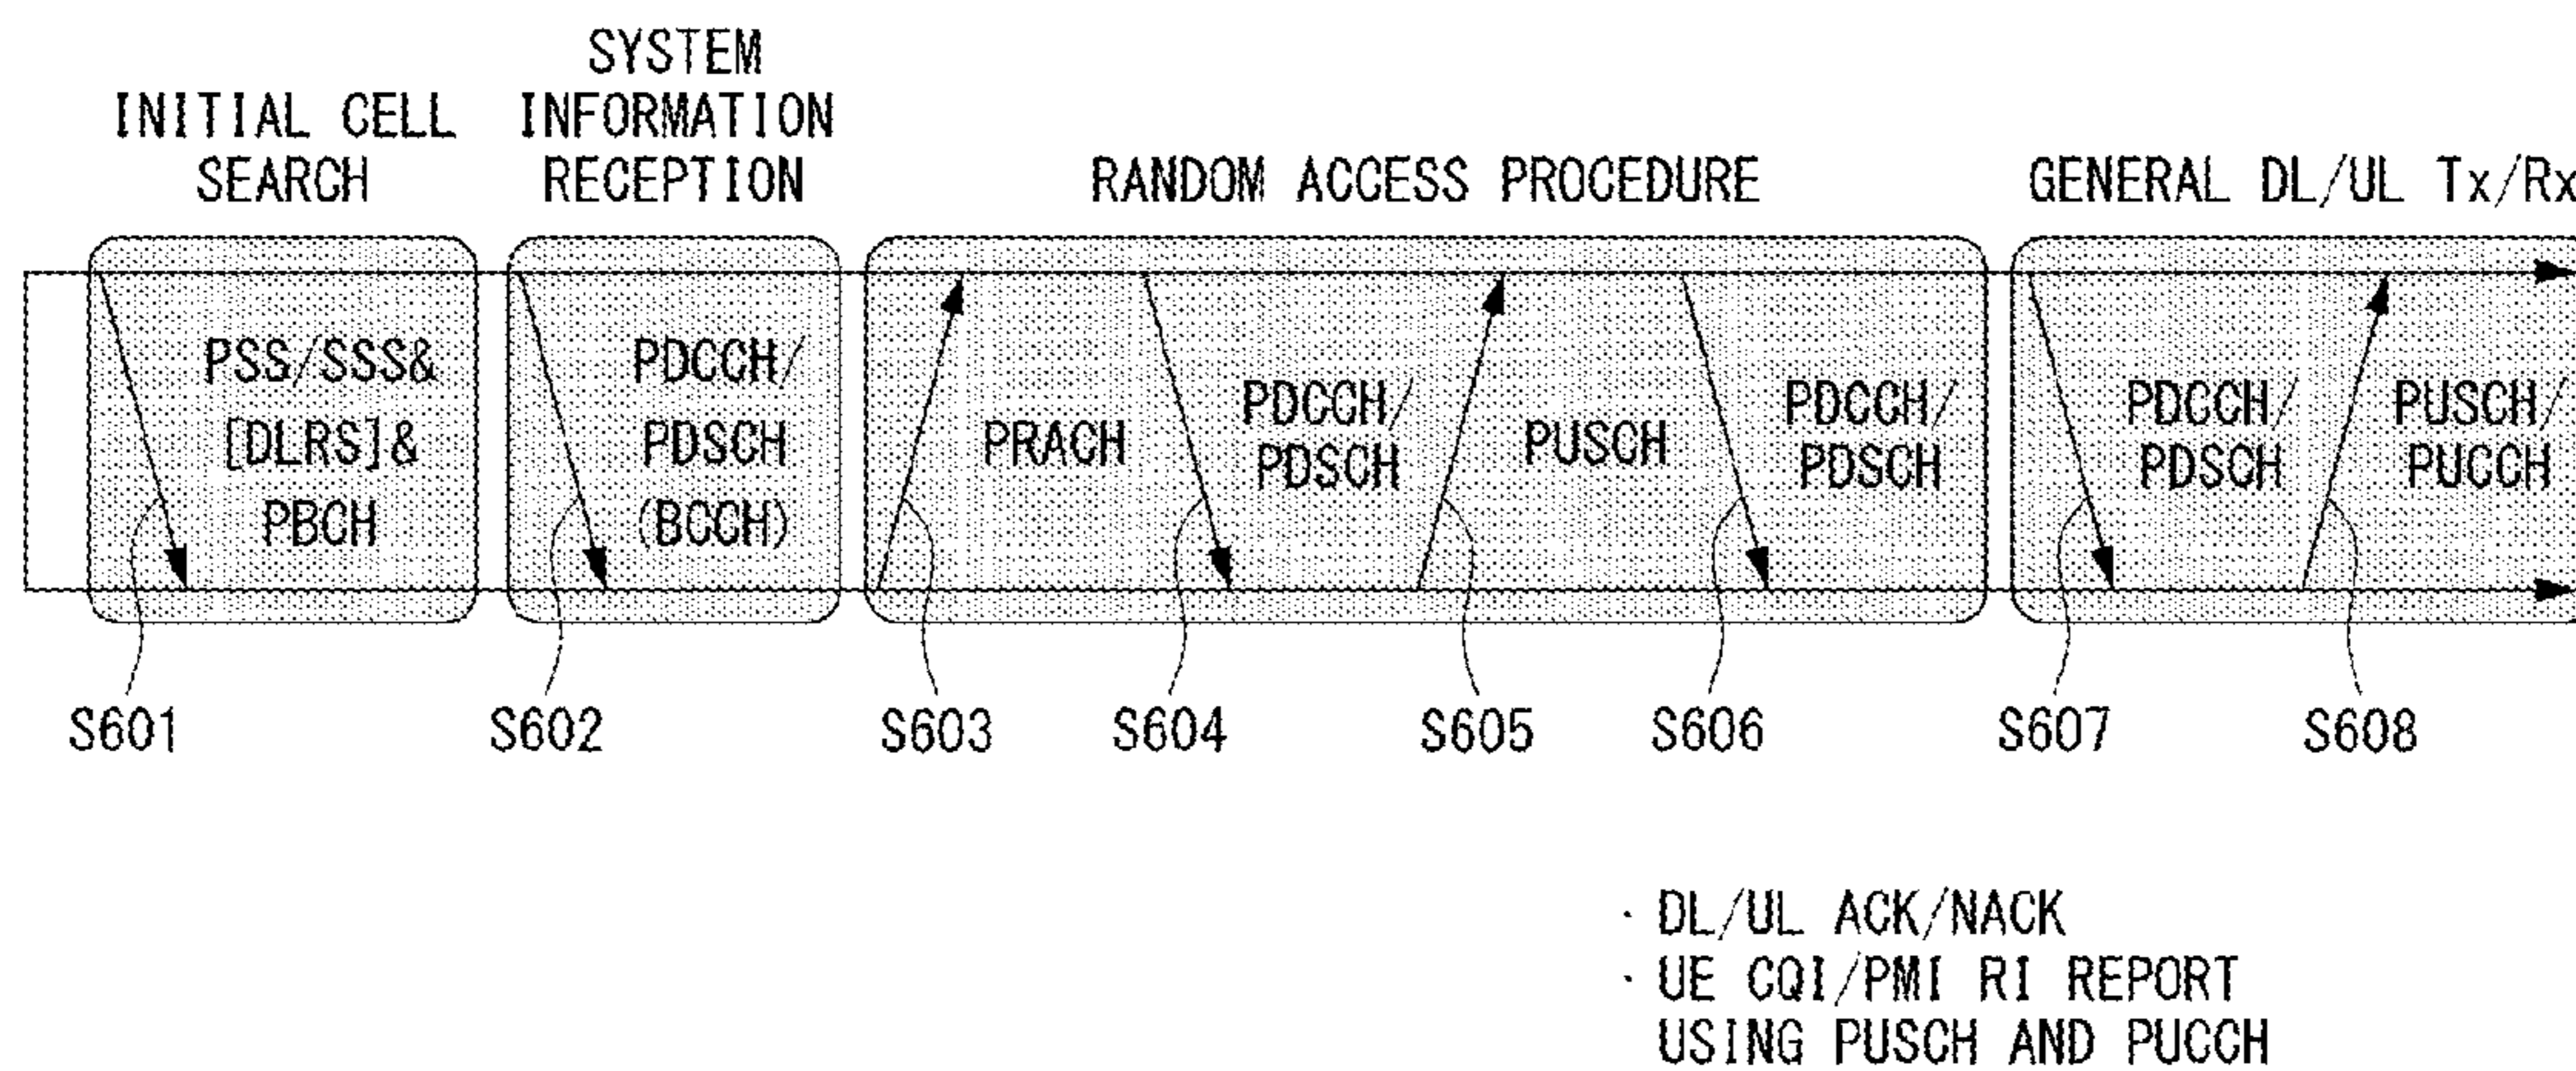 INITIAL CELL
SEARCH
SYSTEM
INFORMATION
RECEPTION
RANDOM ACCESS PROCEDURE
GENERAL DL/UL Tx/Rx
PSS/SSS&
[DLRS]&
PBCH
PDCCH/
PDSCH
(BCCH)
PRACH
PDCCH/
PDSCH
PUSCH
PDCCH/
PDSCH
PDCCH/
PDSCH
PUSCH/
PUCCH
S601
S602
S603
S604
S605
S606
S607
S608
· DL/UL ACK/NACK
· UE CQI/PMI RI REPORT
USING PUSCH AND PUCCH